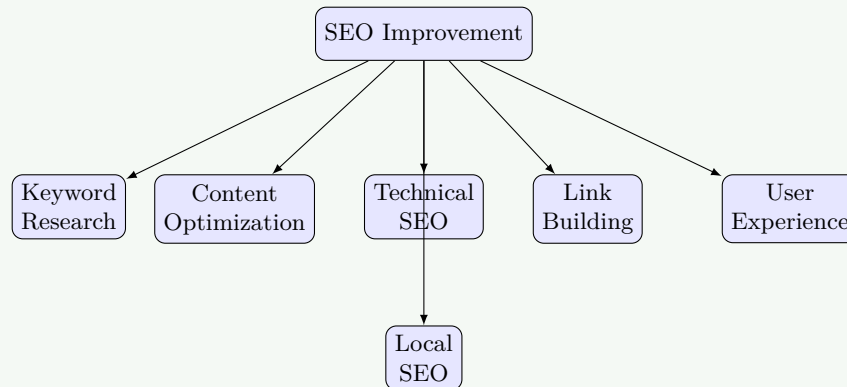 SEO Improvement
Keyword
Research
Content
Optimization
Technical
SEO
Link
Building
User
Experience
Local
SEO